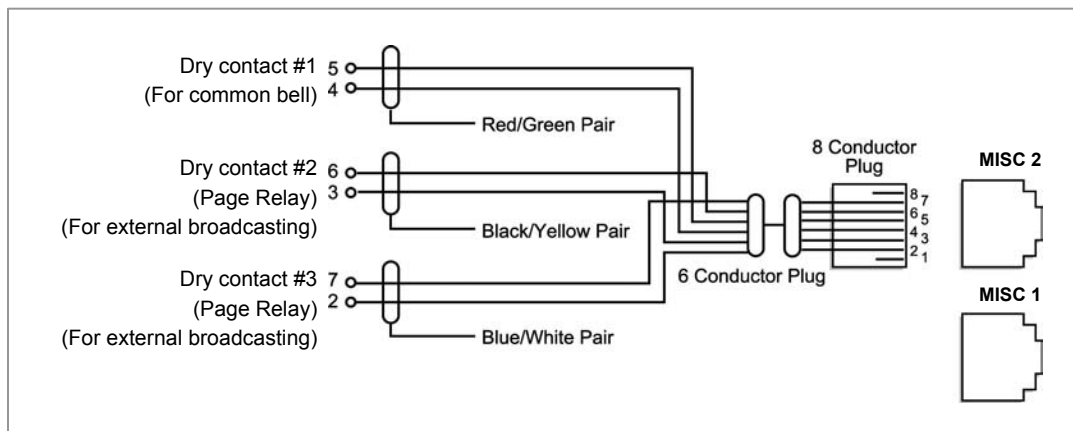 Dry contact #1 5
(For common bell) 4
Red/Green Pair
Dry contact #2 6
(Page Relay) 3
(For external broadcasting)
Black/Yellow Pair
Dry contact #3 7
(Page Relay) 2
(For external broadcasting)
Blue/White Pair
6 Conductor Plug
8 Conductor
Plug
8
7
6
5
4
3
2
1
MISC 2
MISC 1